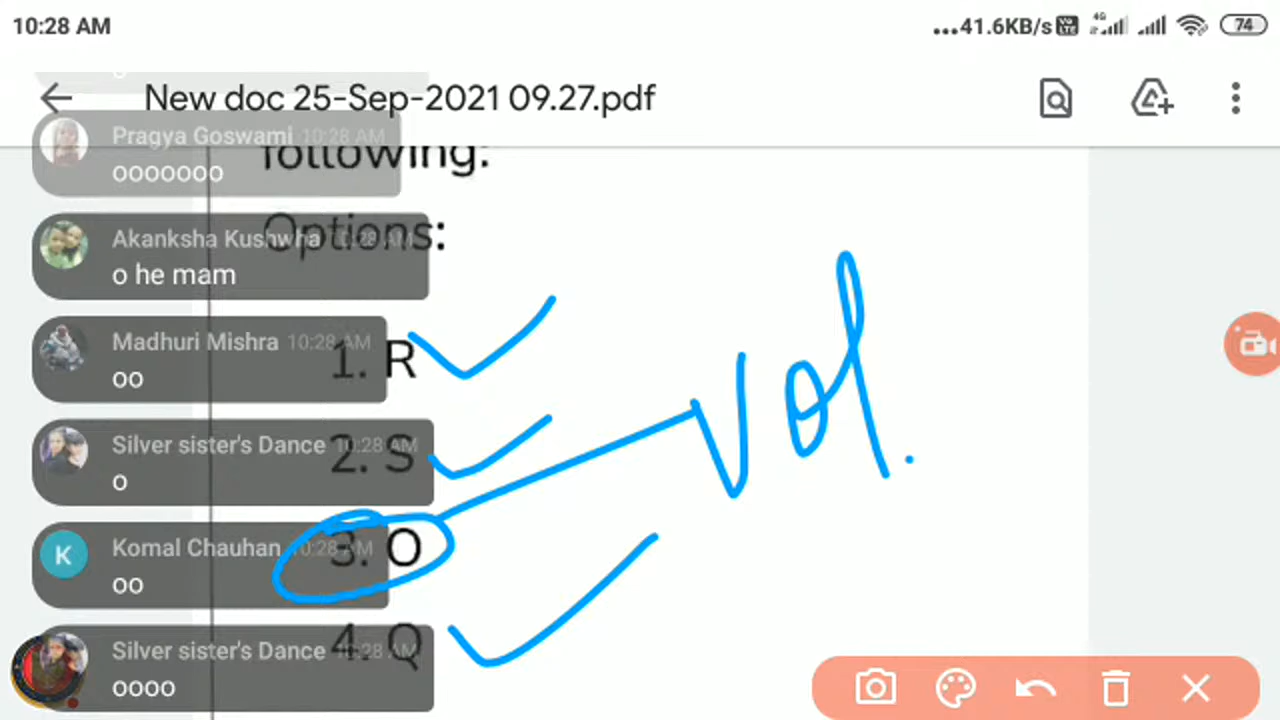 10:28 AM
...41.6KB/s VO LTE 4G 74
New doc 25-Sep-2021 09.27.pdf
Pragya Goswami 10:28 AM
ooooooo
following:
Akanksha Kushwha 10:28 AM
o he mam
Options:
Madhuri Mishra 10:28 AM
oo
1. R
Silver sister's Dance 10:28 AM
o
2. S
vol.
Komal Chauhan 10:28 AM
oo
K
3. O
Silver sister's Dance 10:28 AM
oooo
4. Q